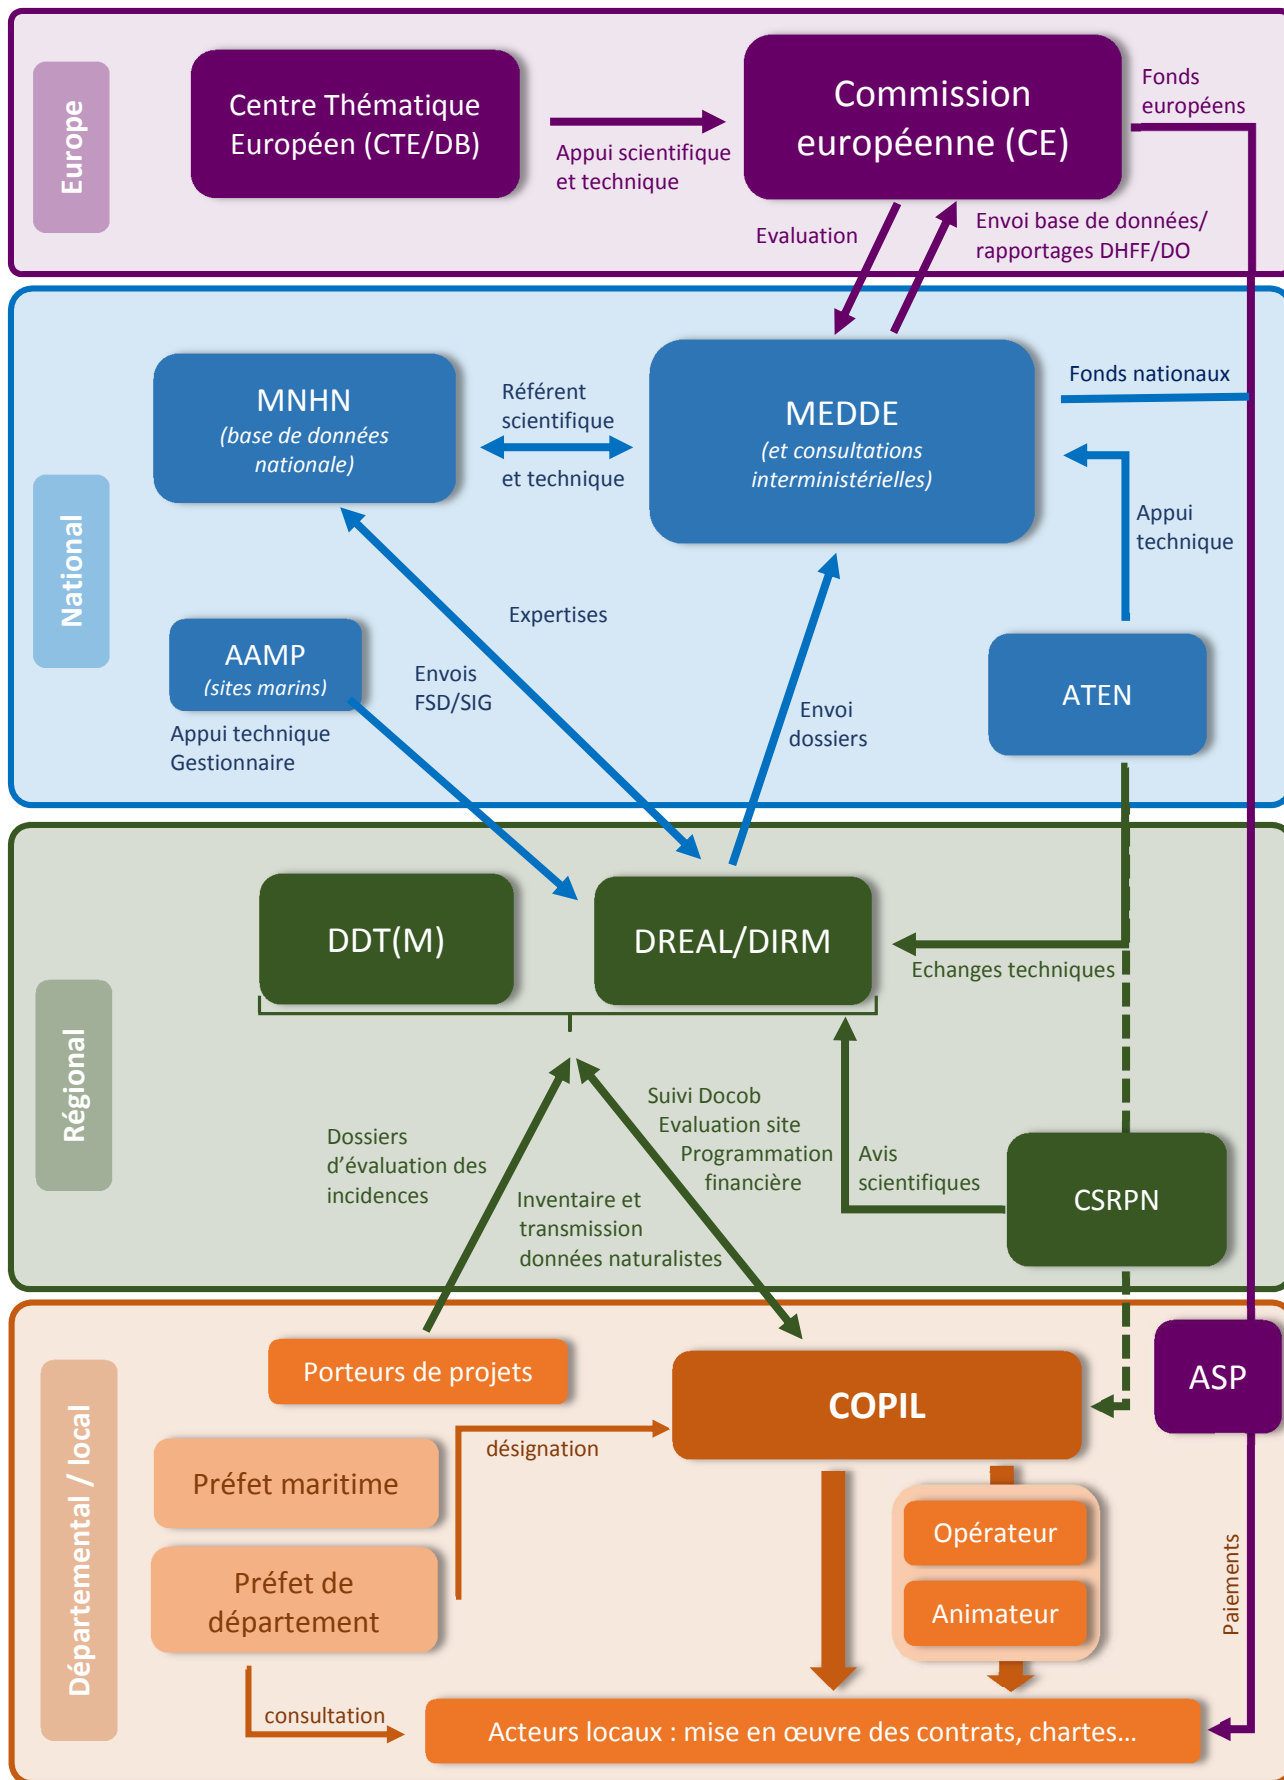 Europe
Centre Thématique
Européen (CTE/DB)
Appui scientifique
et technique
Commission
européenne (CE)
Fonds
européens
Evaluation
Envoi base de données/
rapportages DHFF/DO
National
MNHN
(base de données
nationale)
Référent
scientifique
et technique
MEDDE
(et consultations
interministérielles)
Fonds nationaux
Appui
technique
Expertises
AAMP
(sites marins)
Appui technique
Gestionnaire
Envois
FSD/SIG
Envoi
dossiers
ATEN
Régional
DDT(M)
DREAL/DIRM
Echanges techniques
Dossiers
d’évaluation des
incidences
Suivi Docob
Evaluation site
Programmation
financière
Inventaire et
transmission
données naturalistes
Avis
scientifiques
CSRPN
Départemental / local
Porteurs de projets
COPIL
ASP
désignation
Préfet maritime
Préfet de
département
Opérateur
Animateur
Paiements
consultation
Acteurs locaux : mise en œuvre des contrats, chartes…